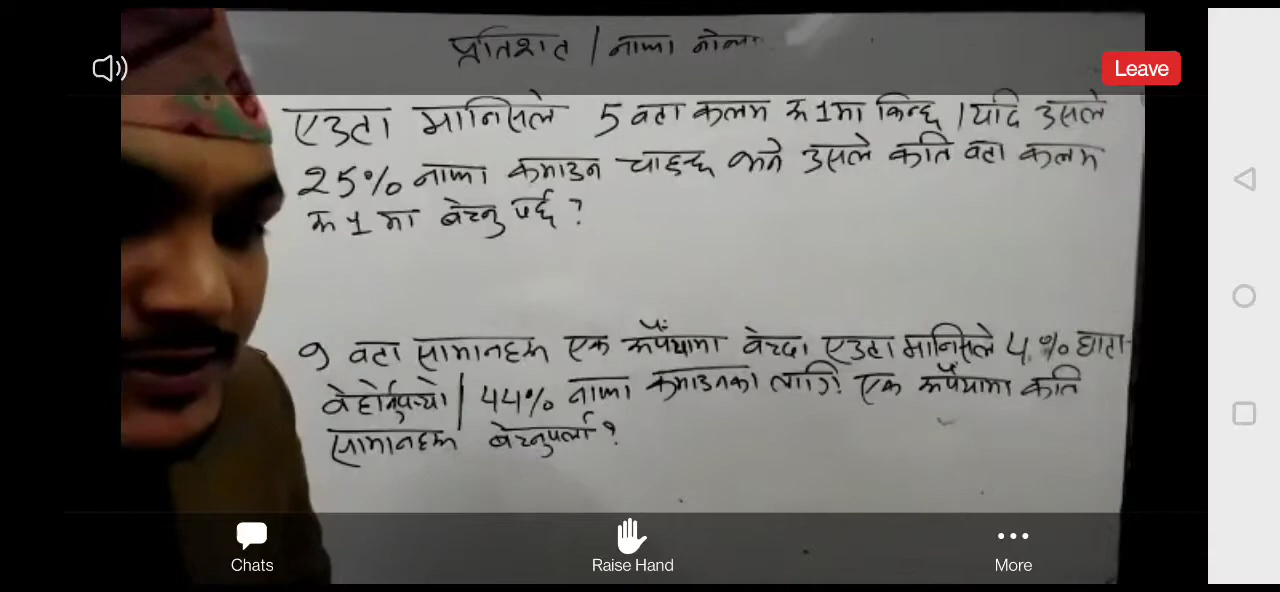 प्रतिशत / नाफा नोक्सा
Leave
एउटा मानिसले 5 वटा कलम रू 1 मा किन्छ । यदि उसले
25% नाफा कमाउन चाहन्छ भने उसले कति वटा कलम
रू 1 मा बेच्नु पर्छ ?
9 वटा सामानहरू एक रूपैयामा बेच्दा एउटा मानिसले 4% घाटा
बेहोर्नुपर्यो | 44% नाफा कमाउनका लागि एक रूपैयामा कति
सामानहरू बेच्नुपर्ला ?
Chats
Raise Hand
More